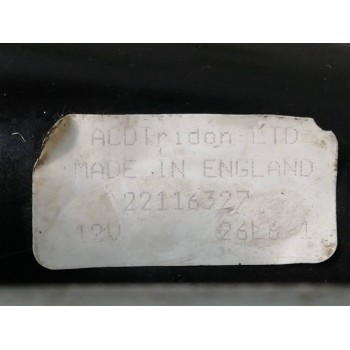 ACDTridon LTD
MADE IN ENGLAND
22116327
12V